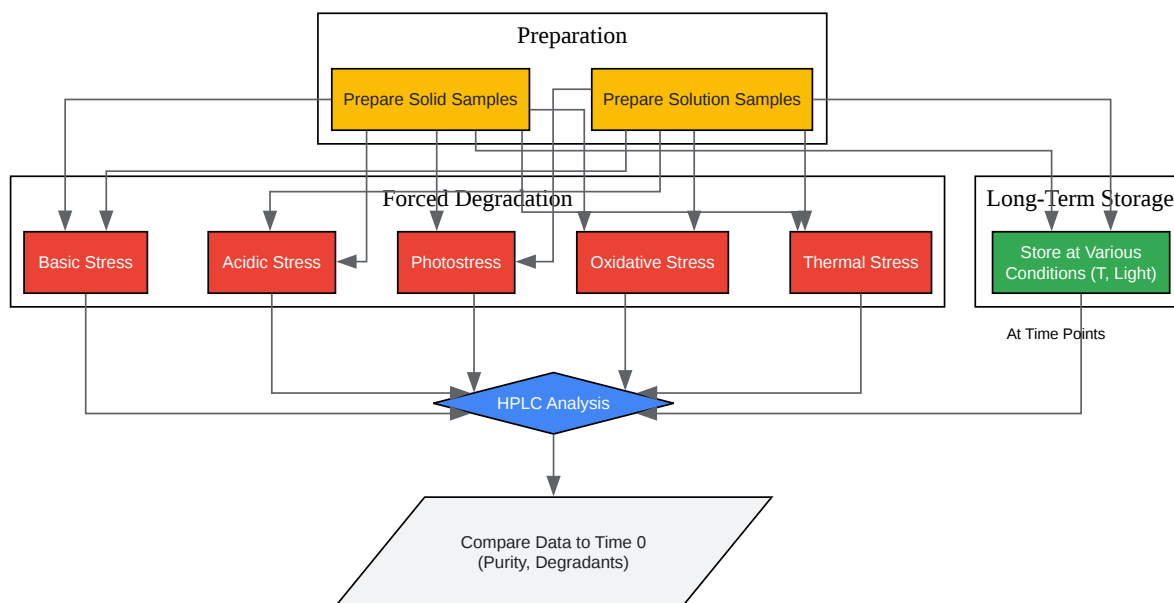 Preparation
Prepare Solid Samples
Prepare Solution Samples
Forced Degradation
Long-Term Storage
Basic Stress
Acidic Stress
Photostress
Oxidative Stress
Thermal Stress
Store at Various
Conditions (T, Light)
At Time Points
HPLC Analysis
Compare Data to Time 0
(Purity, Degradants)